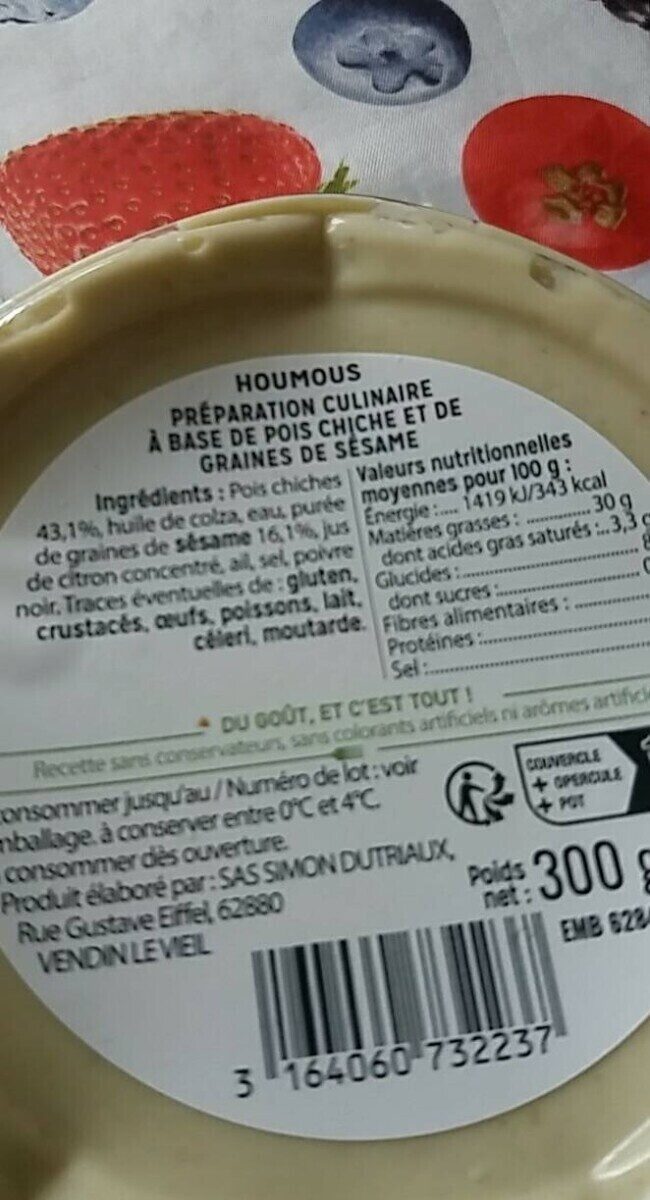 HOUMOUS
PRÉPARATION CULINAIRE
À BASE DE POIS CHICHE ET DE
GRAINES DE SÉSAME
Ingrédients : Pois chiches
43,1%, huile de colza, eau, purée
de graines de sésame 16,1%, jus
de citron concentré, ail, sel, poivre
noir. Traces éventuelles de : gluten,
crustacés, œufs, poissons, lait,
céleri, moutarde.
Valeurs nutritionnelles
moyennes pour 100 g :
Énergie :.... 1419 kJ/343 kcal
Matières grasses : ............ 30 g
dont acides gras saturés :..3,3 g
Glucides :
dont sucres :
Fibres alimentaires :
Protéines :
Sel :
DU GOÛT, ET C'EST TOUT !
Recette sans conservateurs, sans colorants artificiels ni arômes artificie
onsommer jusqu'au / Numéro de lot : voir
mballage. à conserver entre 0°C et 4°C.
consommer dès ouverture.
Produit élaboré par : SAS SIMON DUTRIAUX,
Rue Gustave Eiffel, 62880
VENDIN LE VIEIL
COUVERCLE
+ OPERCULE
+ POT
Poids
net : 300 g
EMB 628
3 164060 732237